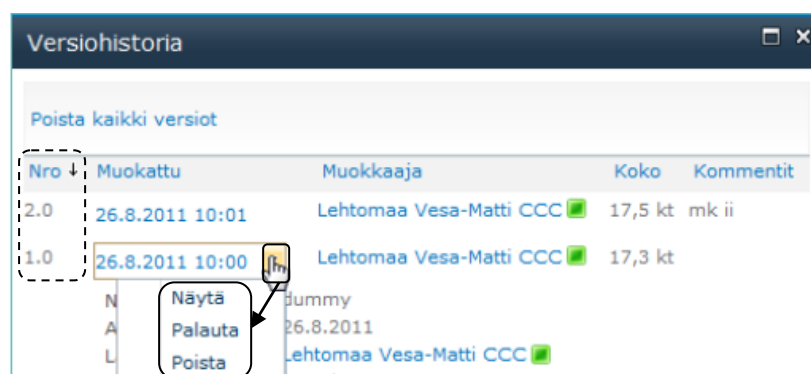 Versiohistoria
Poista kaikki versiot
Nro ↓ Muokattu Muokkaaja Koko Kommentit
2.0 26.8.2011 10:01 Lehtomaa Vesa-Matti CCC 17,5 kt mk ii
1.0 26.8.2011 10:00 Lehtomaa Vesa-Matti CCC 17,3 kt
N Näytä dummy
A Palauta 26.8.2011
L Poista Lehtomaa Vesa-Matti CCC